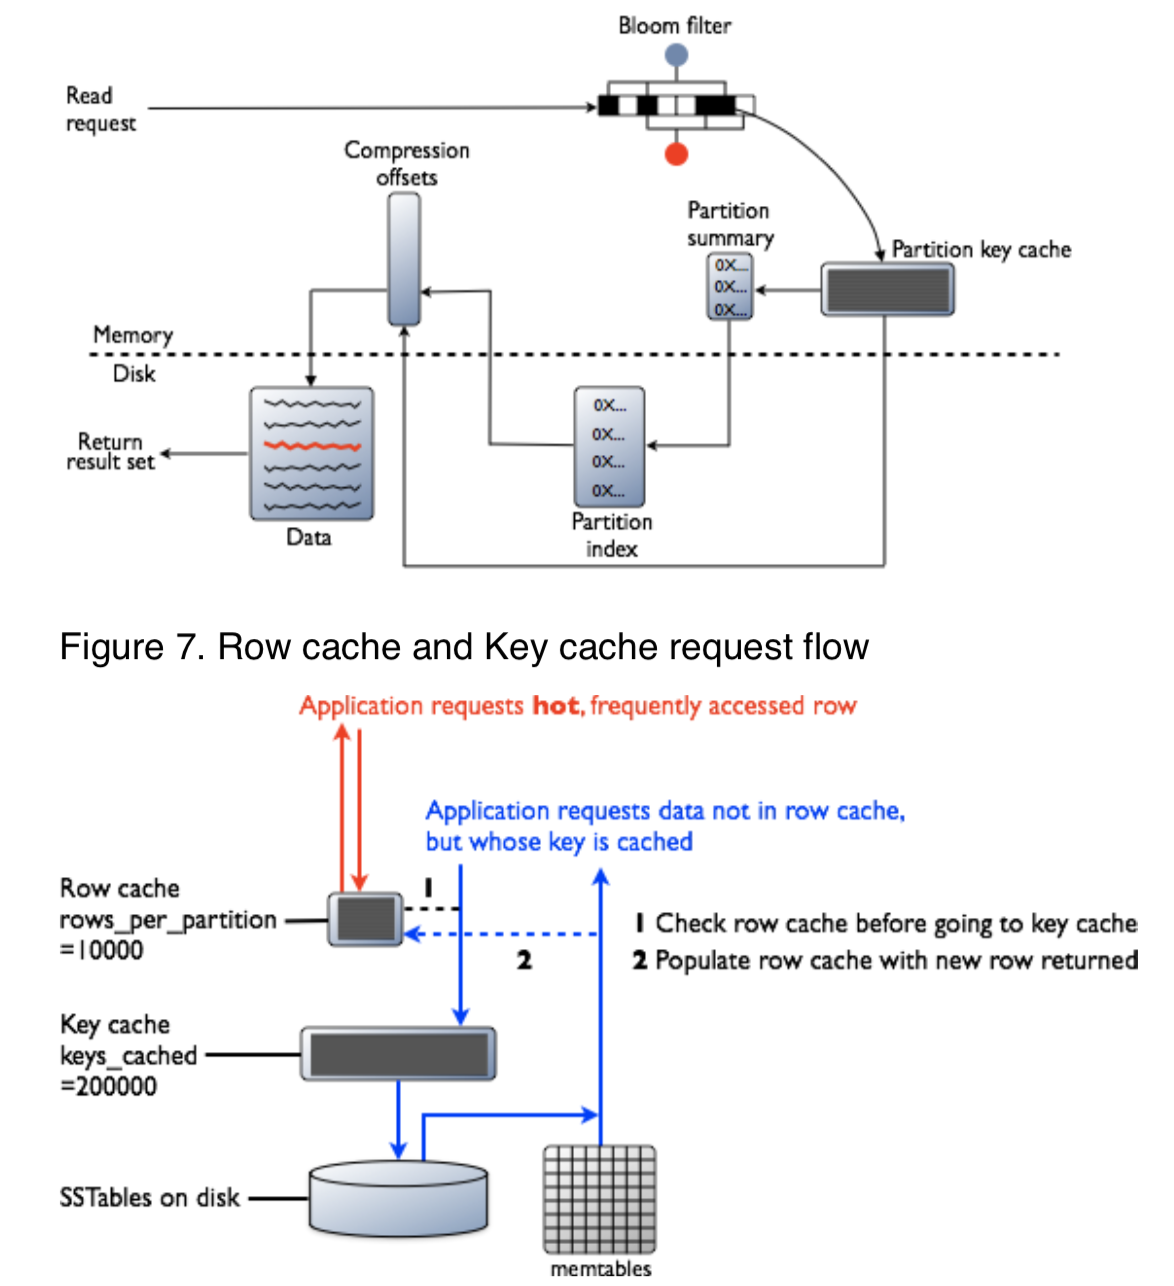 Bloom filter
Read
request
Compression
offsets
Partition
summary
0X...
0X...
0X...
Partition key cache
Memory
Disk
0X...
0X...
0X...
0X...
Return
result set
Data
Partition
index
Figure 7. Row cache and Key cache request flow
Application requests hot, frequently accessed row
Application requests data not in row cache,
but whose key is cached
Row cache
rows_per_partition
=10000
1
2
1 Check row cache before going to key cache
2 Populate row cache with new row returned
Key cache
keys_cached
=200000
SSTables on disk
memtables